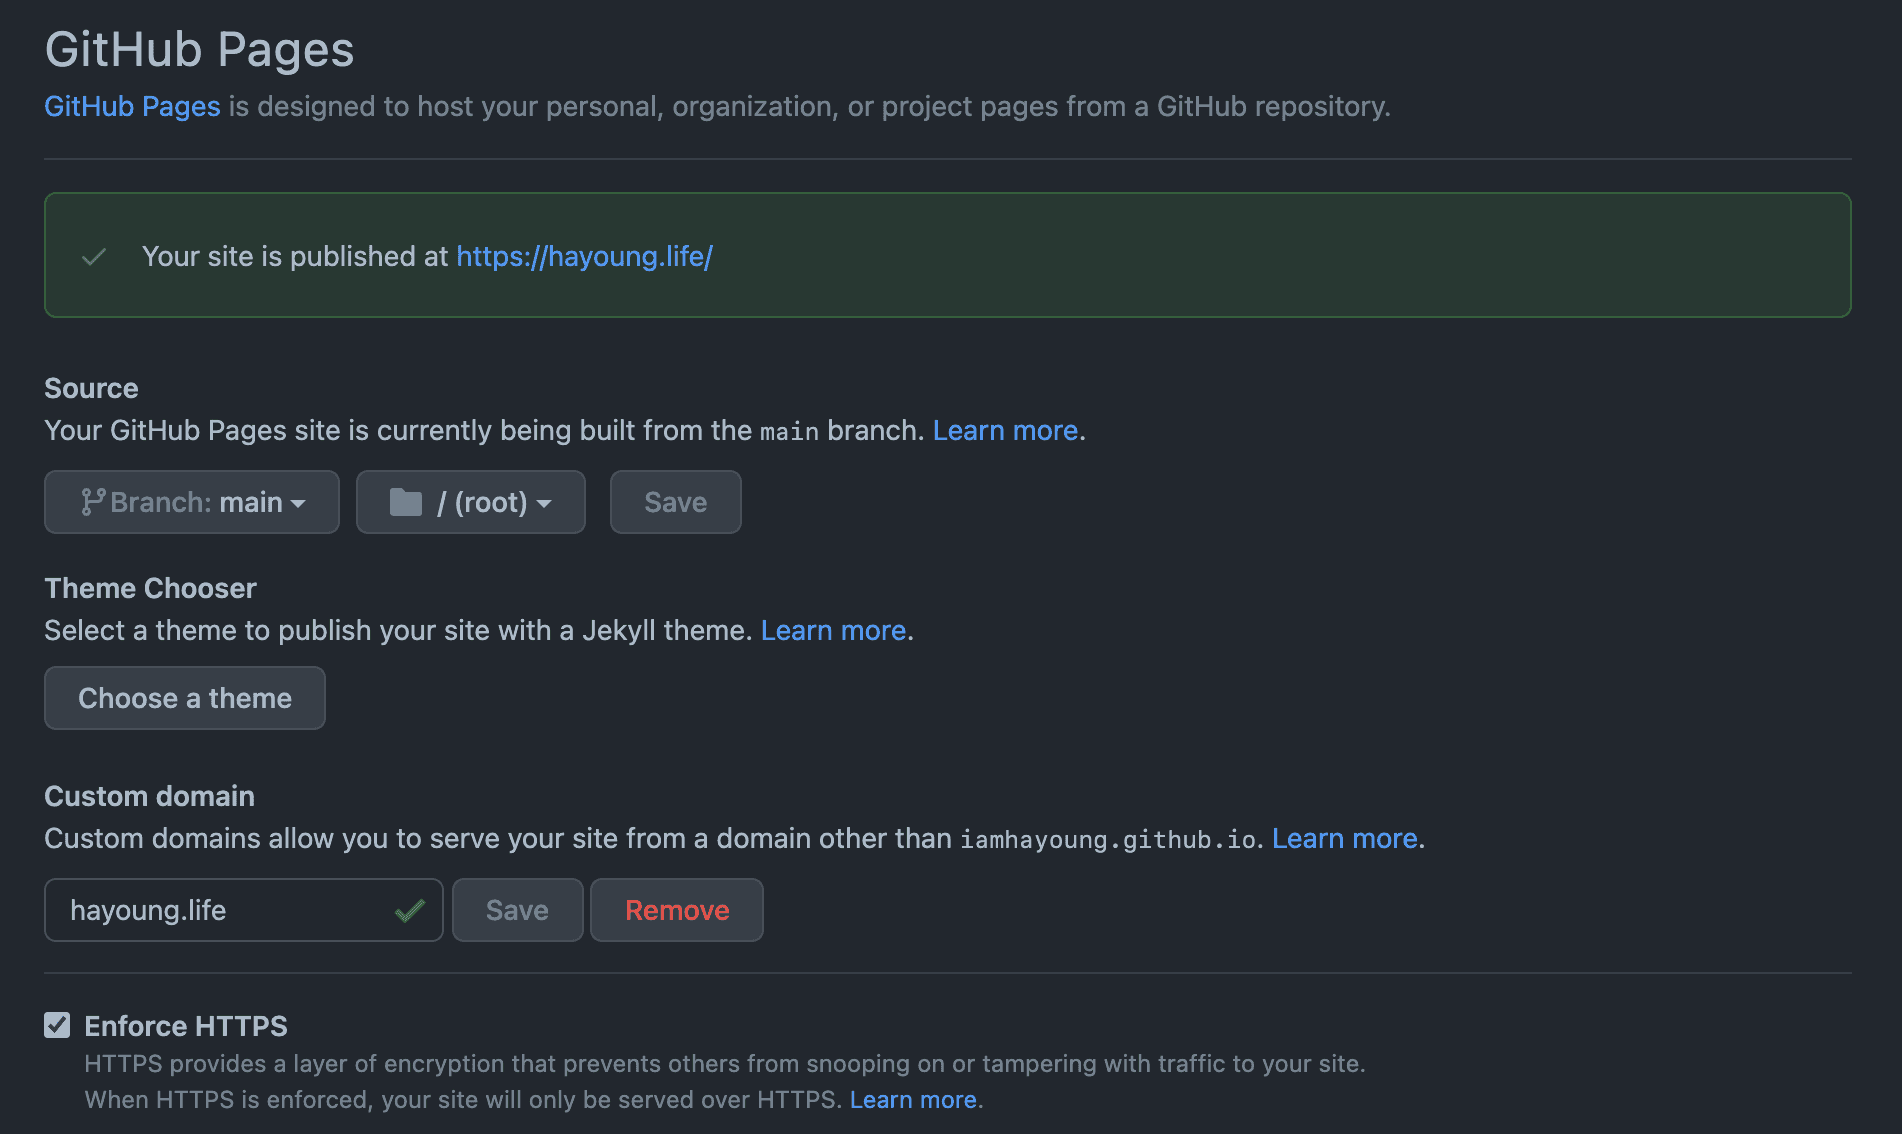 GitHub Pages
GitHub Pages is designed to host your personal, organization, or project pages from a GitHub repository.
Your site is published at https://hayoung.life/
Source
Your GitHub Pages site is currently being built from the main branch. Learn more.
Branch: main
/ (root)
Save
Theme Chooser
Select a theme to publish your site with a Jekyll theme. Learn more.
Choose a theme
Custom domain
Custom domains allow you to serve your site from a domain other than iamhayoung.github.io. Learn more.
hayoung.life
Save
Remove
Enforce HTTPS
HTTPS provides a layer of encryption that prevents others from snooping on or tampering with traffic to your site.
When HTTPS is enforced, your site will only be served over HTTPS. Learn more.